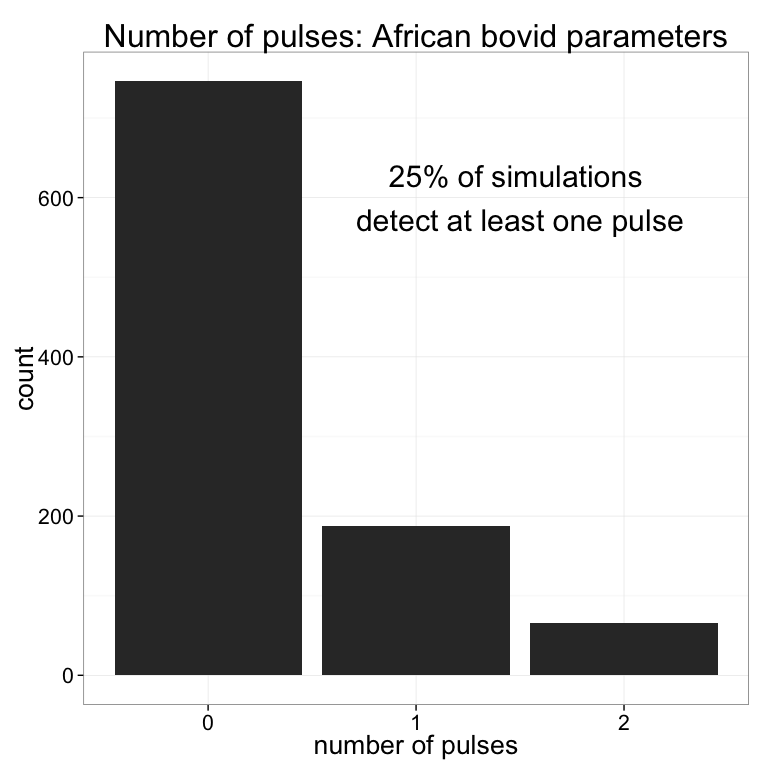 Number of pulses: African bovid parameters
25% of simulations
detect at least one pulse
600
400
200
0
count
0 1 2
number of pulses